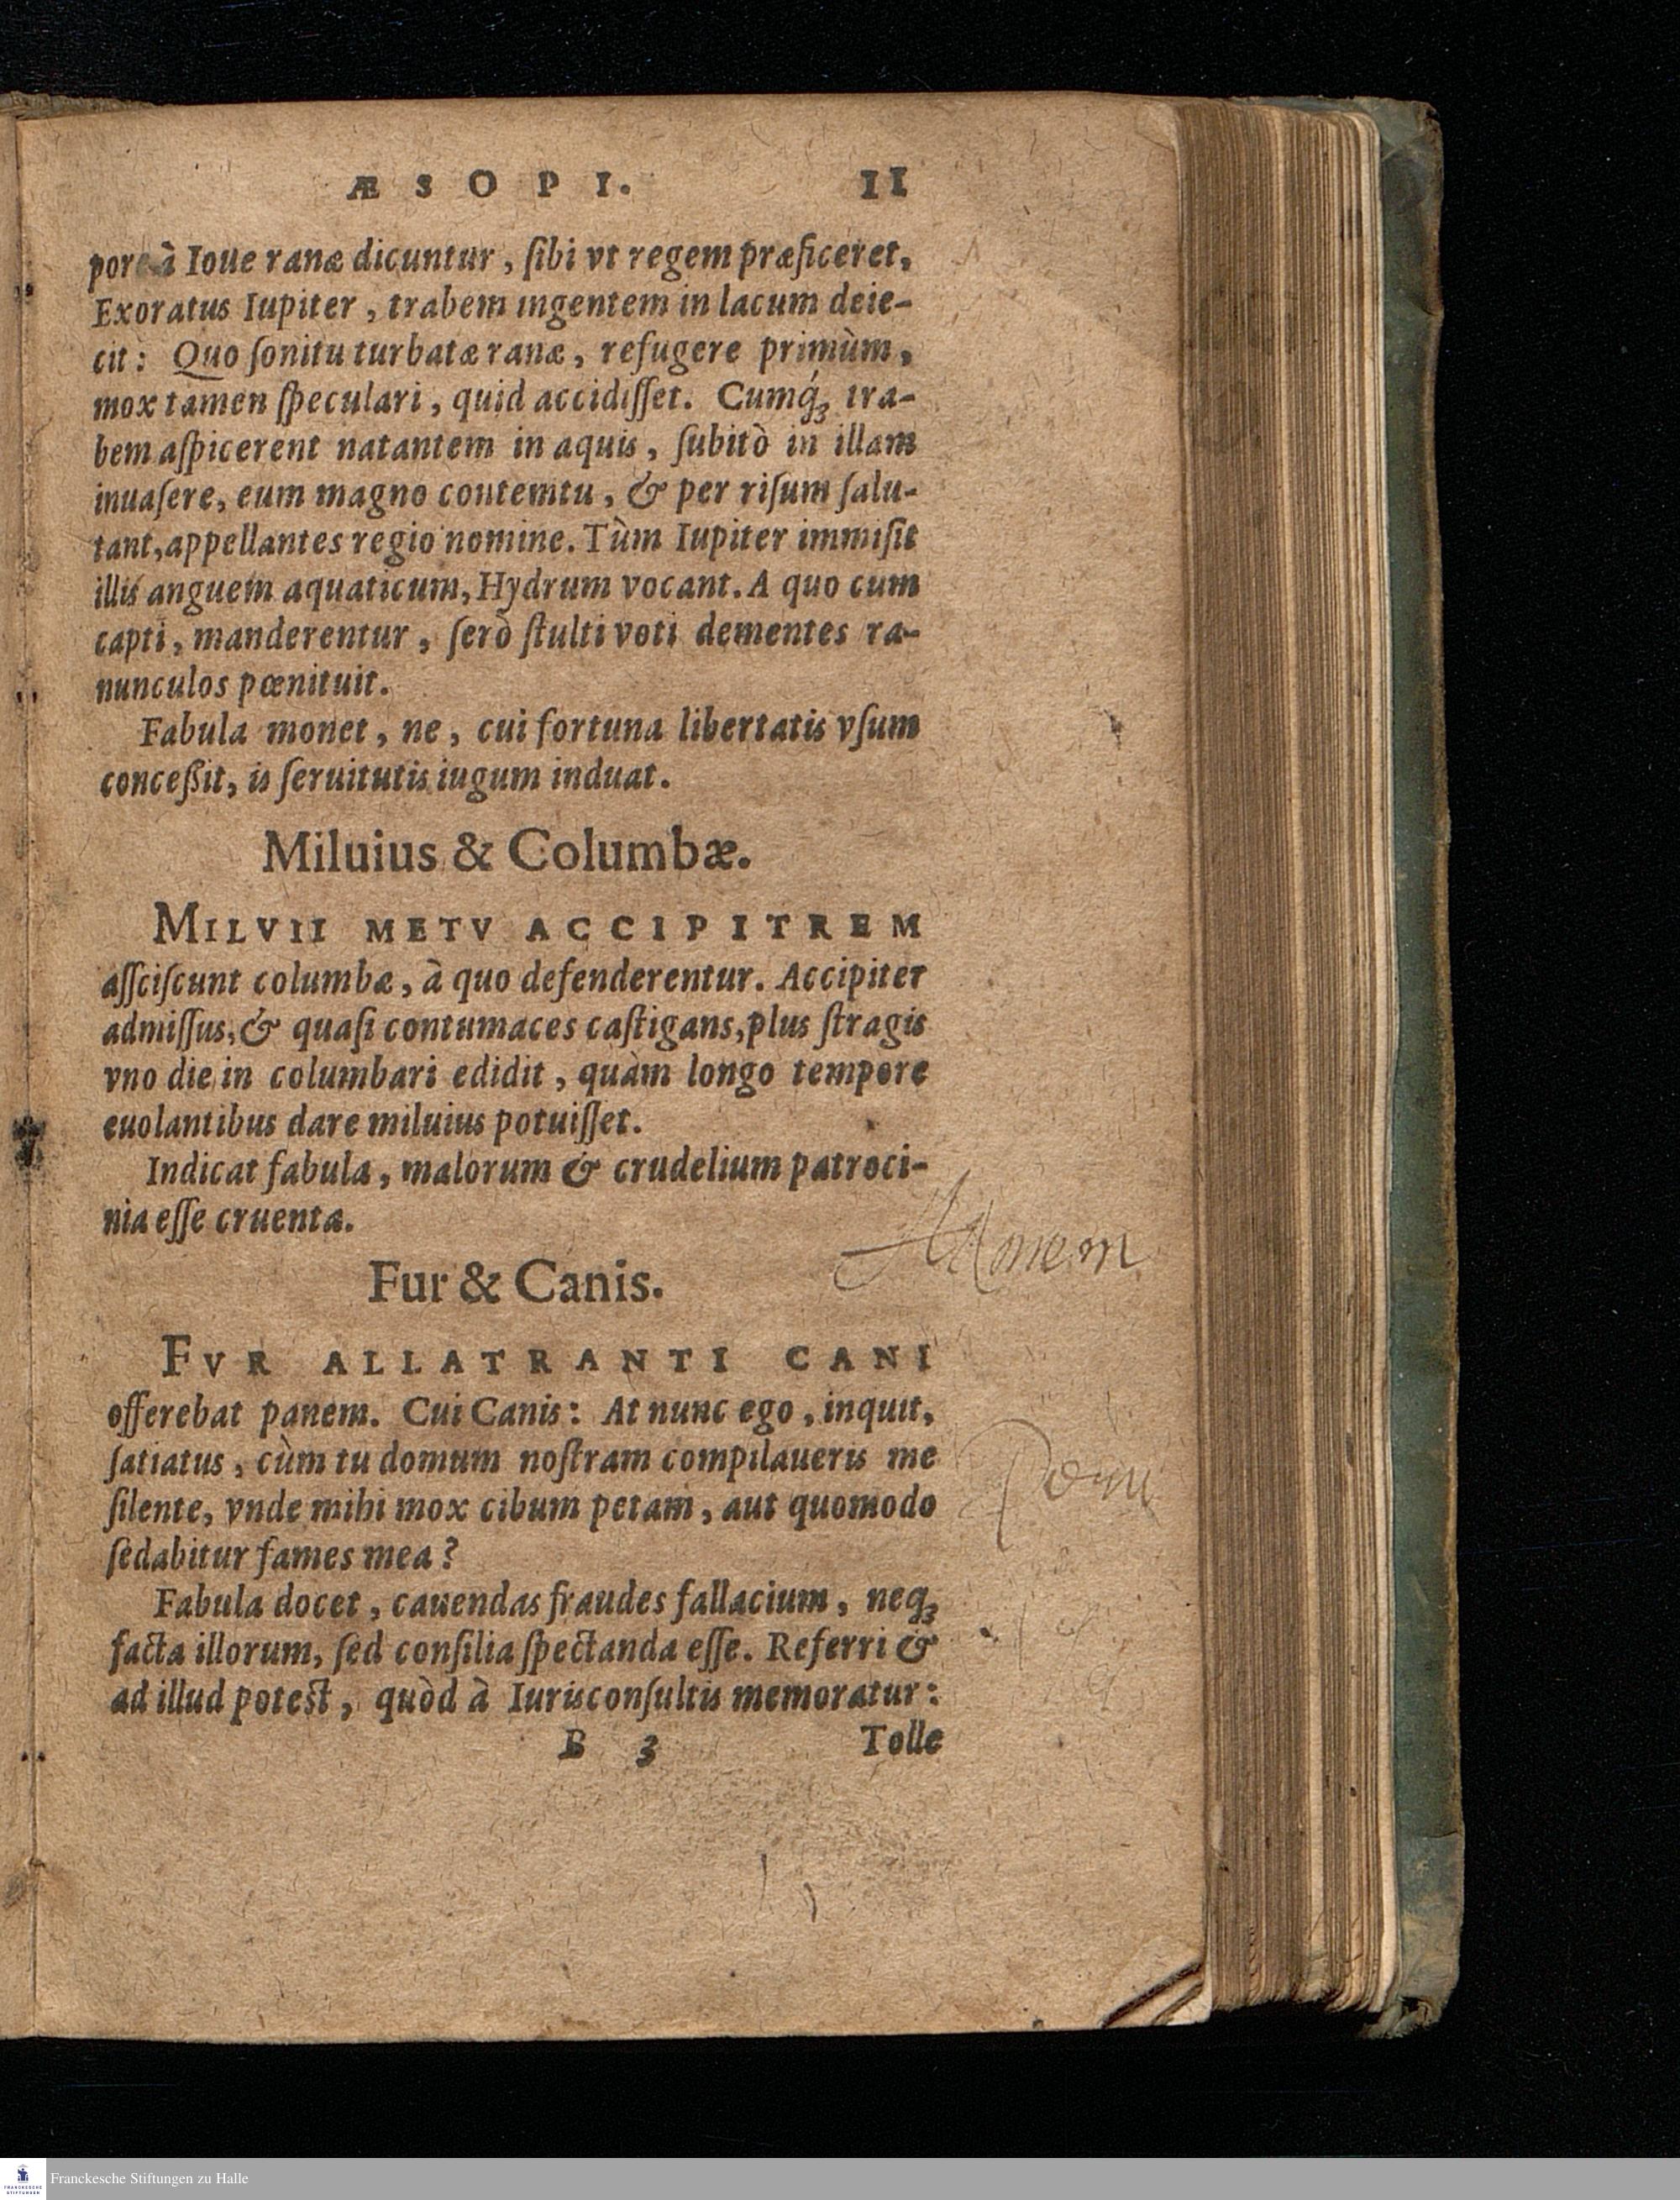 ÆSOPI. 11
pore à Ioue ranæ dicuntur, ſibi vt regem præficeret,
Exoratus Iupiter, trabem ingentem in lacum deie-
cit: Quo ſonitu turbatæ ranæ, refugere primùm,
mox tamen ſpeculari, quid accidiſſet. Cumq́ꝫ tra-
bem aſpicerent natantem in aquis, ſubitò in illam
inuaſere, eum magno contemtu, & per riſum ſalu-
tant, appellantes regio nomine. Tùm Iupiter immiſit
illis anguem aquaticum, Hydrum vocant. A quo cum
capti, manderentur, ſerò ſtulti voti dementes ra-
nunculos pœnituit.
Fabula monet, ne, cui fortuna libertatis vſum
conceßit, is ſeruitutis iugum induat.
Miluius & Columbæ.
MILVII METV ACCIPITREM
aſſciſcunt columbæ, à quo defenderentur. Accipiter
admiſſus, & quaſi contumaces caſtigans, plus ſtragis
vno die in columbari edidit, quàm longo tempore
euolantibus dare miluius potuiſſet.
Indicat fabula, malorum & crudelium patroci-
nia eſſe cruenta.
Fur & Canis.
FVR ALLATRANTI CANI
offerebat panem. Cui Canis: At nunc ego, inquit,
ſatiatus, cùm tu domum noſtram compilaueris me
ſilente, vnde mihi mox cibum petam, aut quomodo
ſedabitur fames mea?
Fabula docet, cauendas fraudes fallacium, neqꝫ
facta illorum, ſed conſilia ſpectanda eſſe. Referri &
ad illud poteſt, quòd à Iurisconſultis memoratur:
B 3 Tolle
Franckesche Stiftungen zu Halle
FRANCKESCHE
STIFTUNGEN